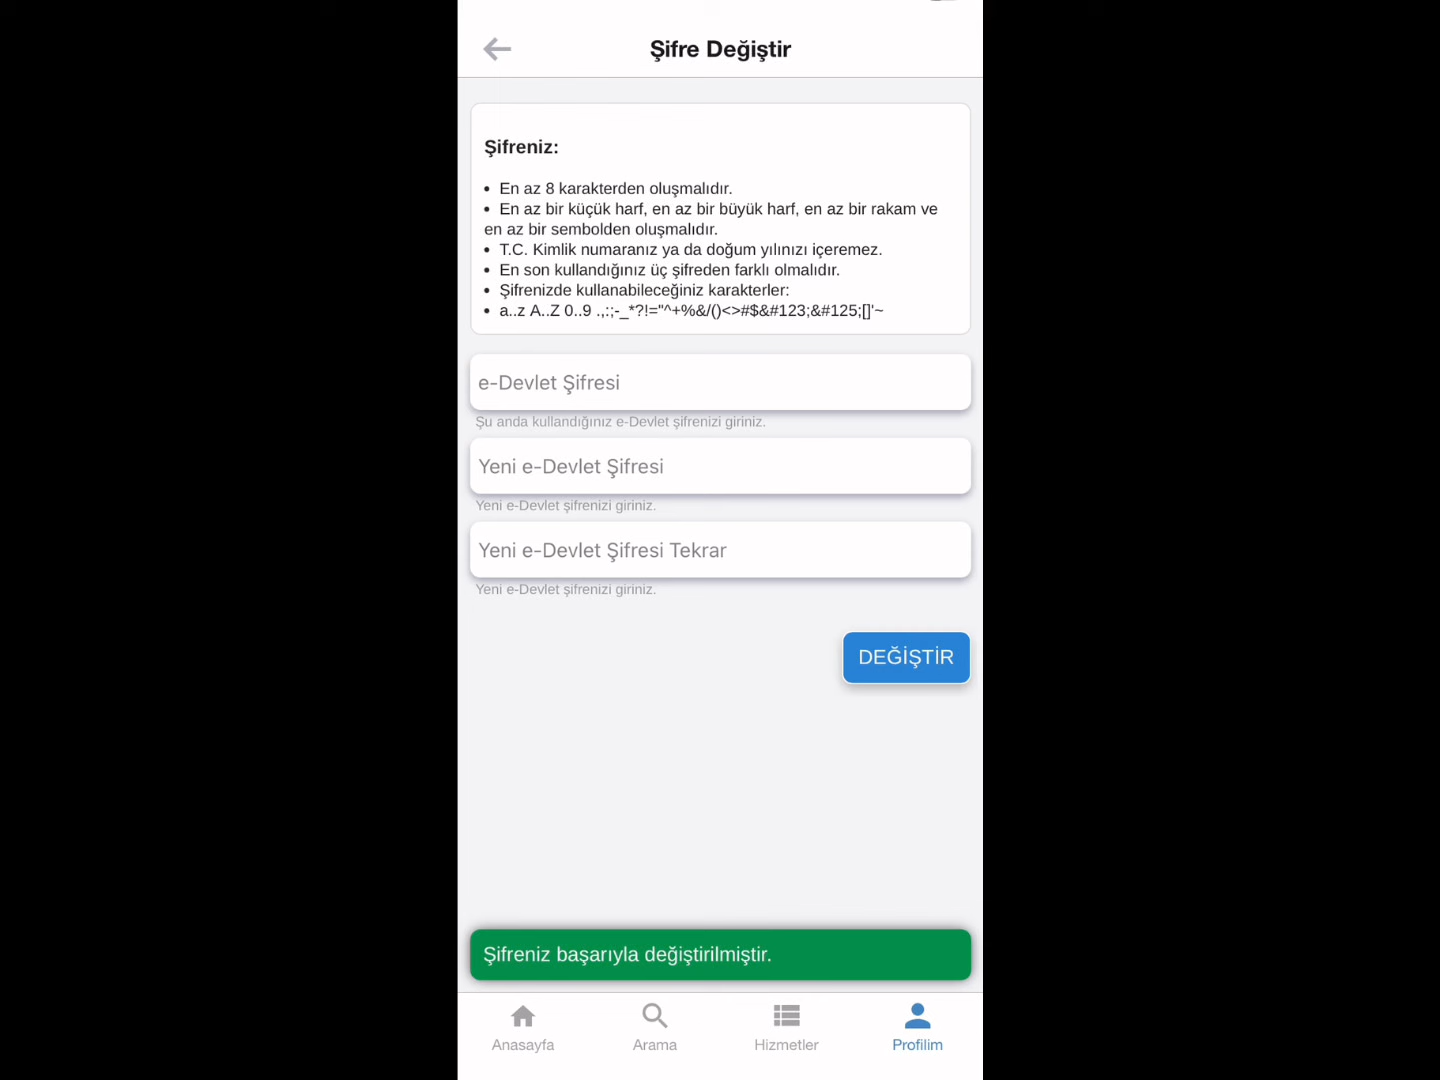 Şifre Değiştir
Şifreniz:
• En az 8 karakterden oluşmalıdır.
• En az bir küçük harf, en az bir büyük harf, en az bir rakam ve
en az bir sembolden oluşmalıdır.
• T.C. Kimlik numaranız ya da doğum yılınızı içeremez.
• En son kullandığınız üç şifreden farklı olmalıdır.
• Şifrenizde kullanabileceğiniz karakterler:
• a..z A..Z 0..9 .,:;-_*?!="^+%&/()<>#$&#123;&#125;[]'~
e-Devlet Şifresi
Şu anda kullandığınız e-Devlet şifrenizi giriniz.
Yeni e-Devlet Şifresi
Yeni e-Devlet şifrenizi giriniz.
Yeni e-Devlet Şifresi Tekrar
Yeni e-Devlet şifrenizi giriniz.
DEĞİŞTİR
Şifreniz başarıyla değiştirilmiştir.
Anasayfa
Arama
Hizmetler
Profilim